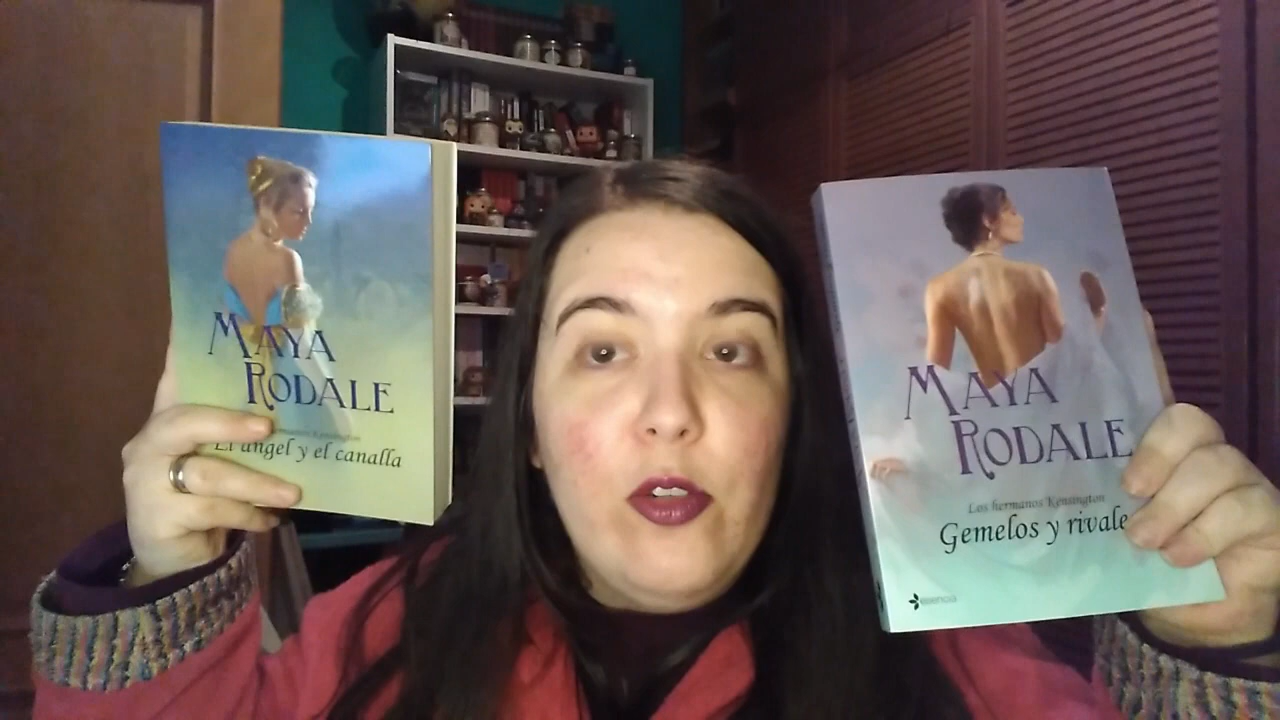 MAYA
RODALE
El ángel y el canalla
MAYA
RODALE
Los hermanos Kensington
Gemelos y rivale
esencia